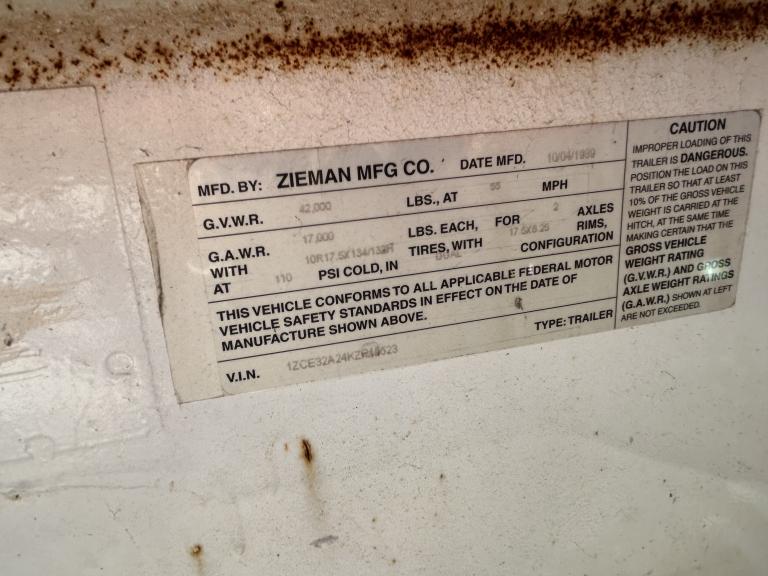 MFD. BY: ZIEMAN MFG CO. DATE MFD. 10/04/1999
G.V.W.R. 42,000 LBS., AT 55 MPH
G.A.W.R. 17,000 LBS. EACH, FOR 2 AXLES
WITH 10R17.5X134/132R TIRES, WITH 17.5X8.25 RIMS,
AT 110 PSI COLD, IN DUAL CONFIGURATION
THIS VEHICLE CONFORMS TO ALL APPLICABLE FEDERAL MOTOR
VEHICLE SAFETY STANDARDS IN EFFECT ON THE DATE OF
MANUFACTURE SHOWN ABOVE.
TYPE: TRAILER
V.I.N.
CAUTION
IMPROPER LOADING OF THIS
TRAILER IS DANGEROUS.
POSITION THE LOAD ON THIS
TRAILER SO THAT AT LEAST
10% OF THE GROSS VEHICLE
WEIGHT IS CARRIED AT THE
HITCH, AT THE SAME TIME
MAKING CERTAIN THAT THE
GROSS VEHICLE
WEIGHT RATING
(G.V.W.R.) AND GROSS
AXLE WEIGHT RATINGS
(G.A.W.R.) SHOWN AT LEFT
ARE NOT EXCEEDED.